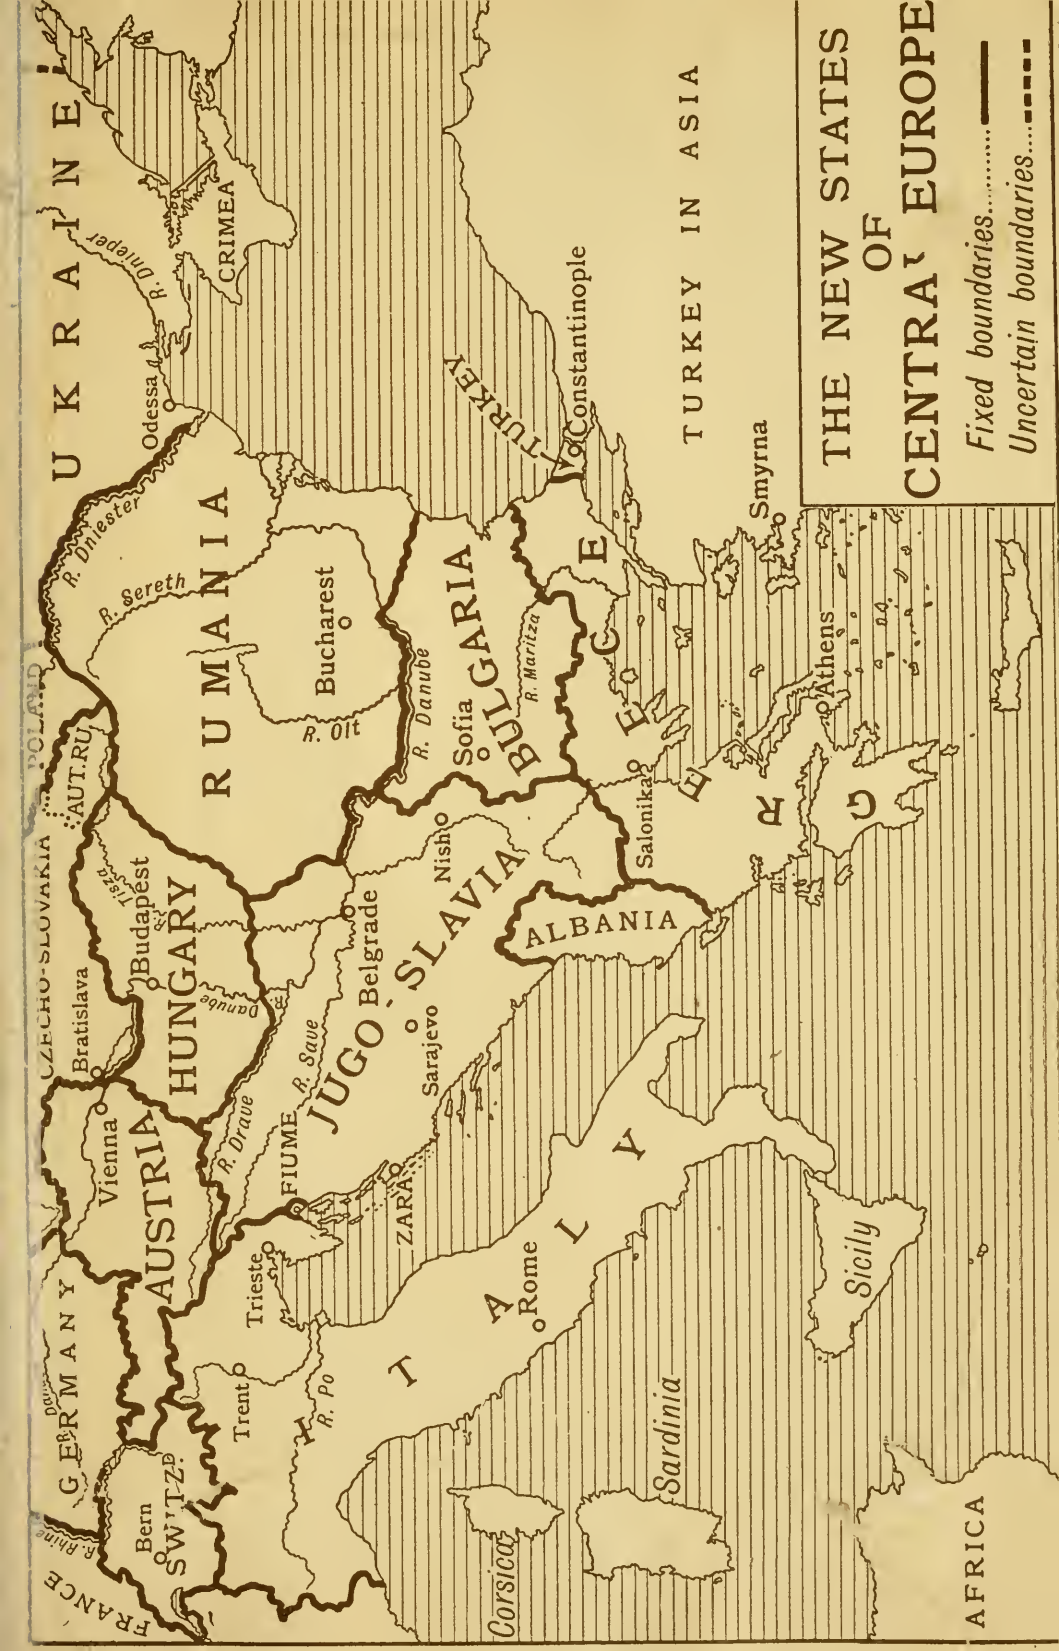 THE NEW STATES
OF
CENTRAL EUROPE
Fixed boundaries
Uncertain boundaries
UKRAINE
R. Dnieper
CRIMEA
Odessa
R. Dniester
POLAND
CZECHO-SLOVAKIA
AUT.RU.
Bratislava
GERMANY
R. Rhine
FRANCE
Bern
SWITZD.
Vienna
AUSTRIA
R. Tisza
Budapest
HUNGARY
R. Danube
R. Sereth
RUMANIA
Bucharest
R. Olt
R. Danube
R. Drave
R. Save
Trent
Trieste
FIUME
ZARA
R. Po
JUGO-SLAVIA
Belgrade
Sarajevo
Nish
Sofia
BULGARIA
R. Maritza
TURKEY
Constantinople
TURKEY IN ASIA
Smyrna
ALBANIA
Salonika
GREECE
Athens
ITALY
Rome
Corsica
Sardinia
Sicily
AFRICA